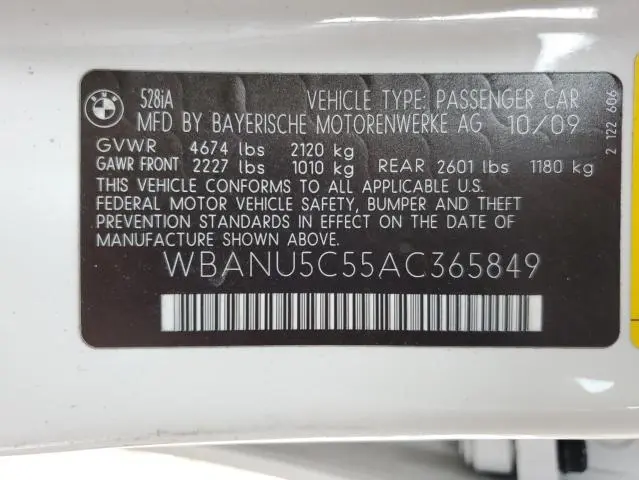 BMW
528iA VEHICLE TYPE: PASSENGER CAR
MFD BY BAYERISCHE MOTORENWERKE AG 10/09
GVWR 4674 lbs 2120 kg
GAWR FRONT 2227 lbs 1010 kg REAR 2601 lbs 1180 kg
THIS VEHICLE CONFORMS TO ALL APPLICABLE U.S.
FEDERAL MOTOR VEHICLE SAFETY, BUMPER AND THEFT
PREVENTION STANDARDS IN EFFECT ON THE DATE OF
MANUFACTURE SHOWN ABOVE.
WBANU5C55AC365849
2 122 606